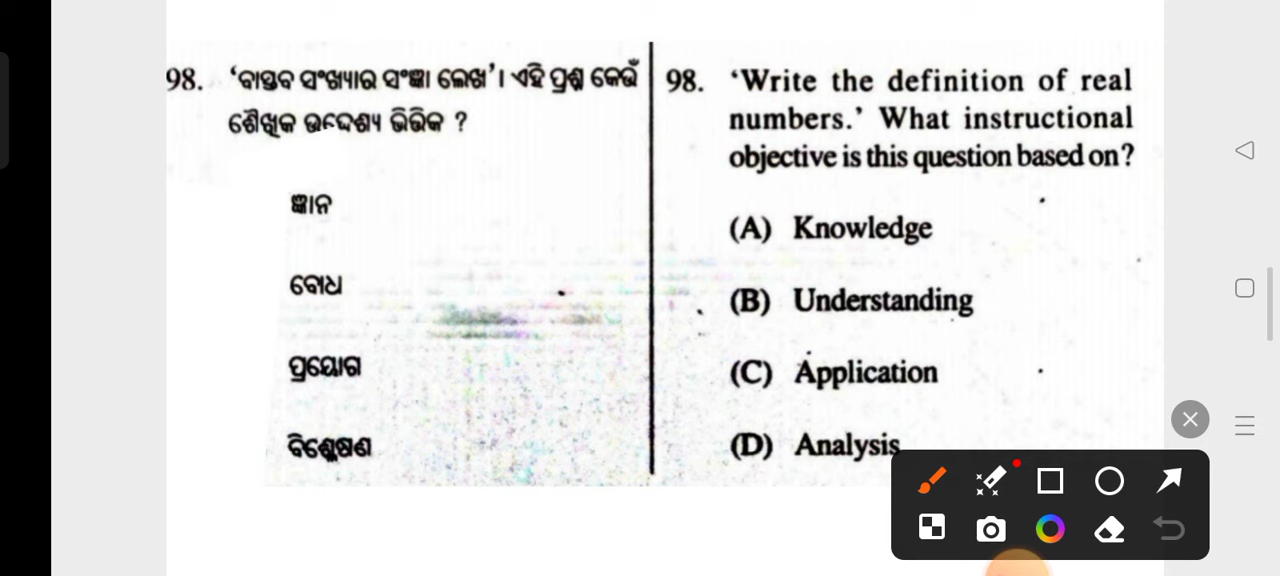 98. ‘ବାସ୍ତବ ସଂଖ୍ୟାର ସଂଜ୍ଞା ଲେଖ’। ଏହି ପ୍ରଶ୍ନ କେଉଁ
ଶୈକ୍ଷିକ ଉଦ୍ଦେଶ୍ୟ ଭିତ୍ତିକ ?
ଜ୍ଞାନ
ବୋଧ
ପ୍ରୟୋଗ
ବିଶ୍ଳେଷଣ
98. ‘Write the definition of real
numbers.’ What instructional
objective is this question based on?
(A) Knowledge
(B) Understanding
(C) Application
(D) Analysis